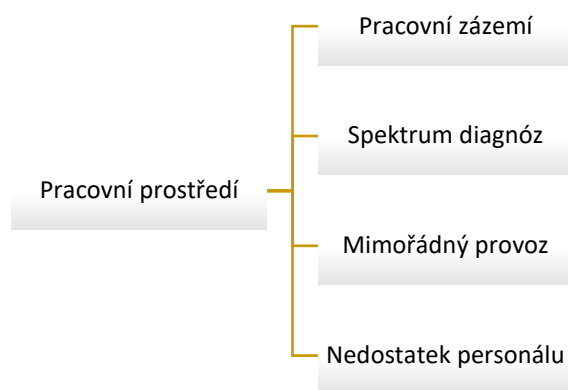 Pracovní prostředí
Pracovní zázemí
Spektrum diagnóz
Mimořádný provoz
Nedostatek personálu